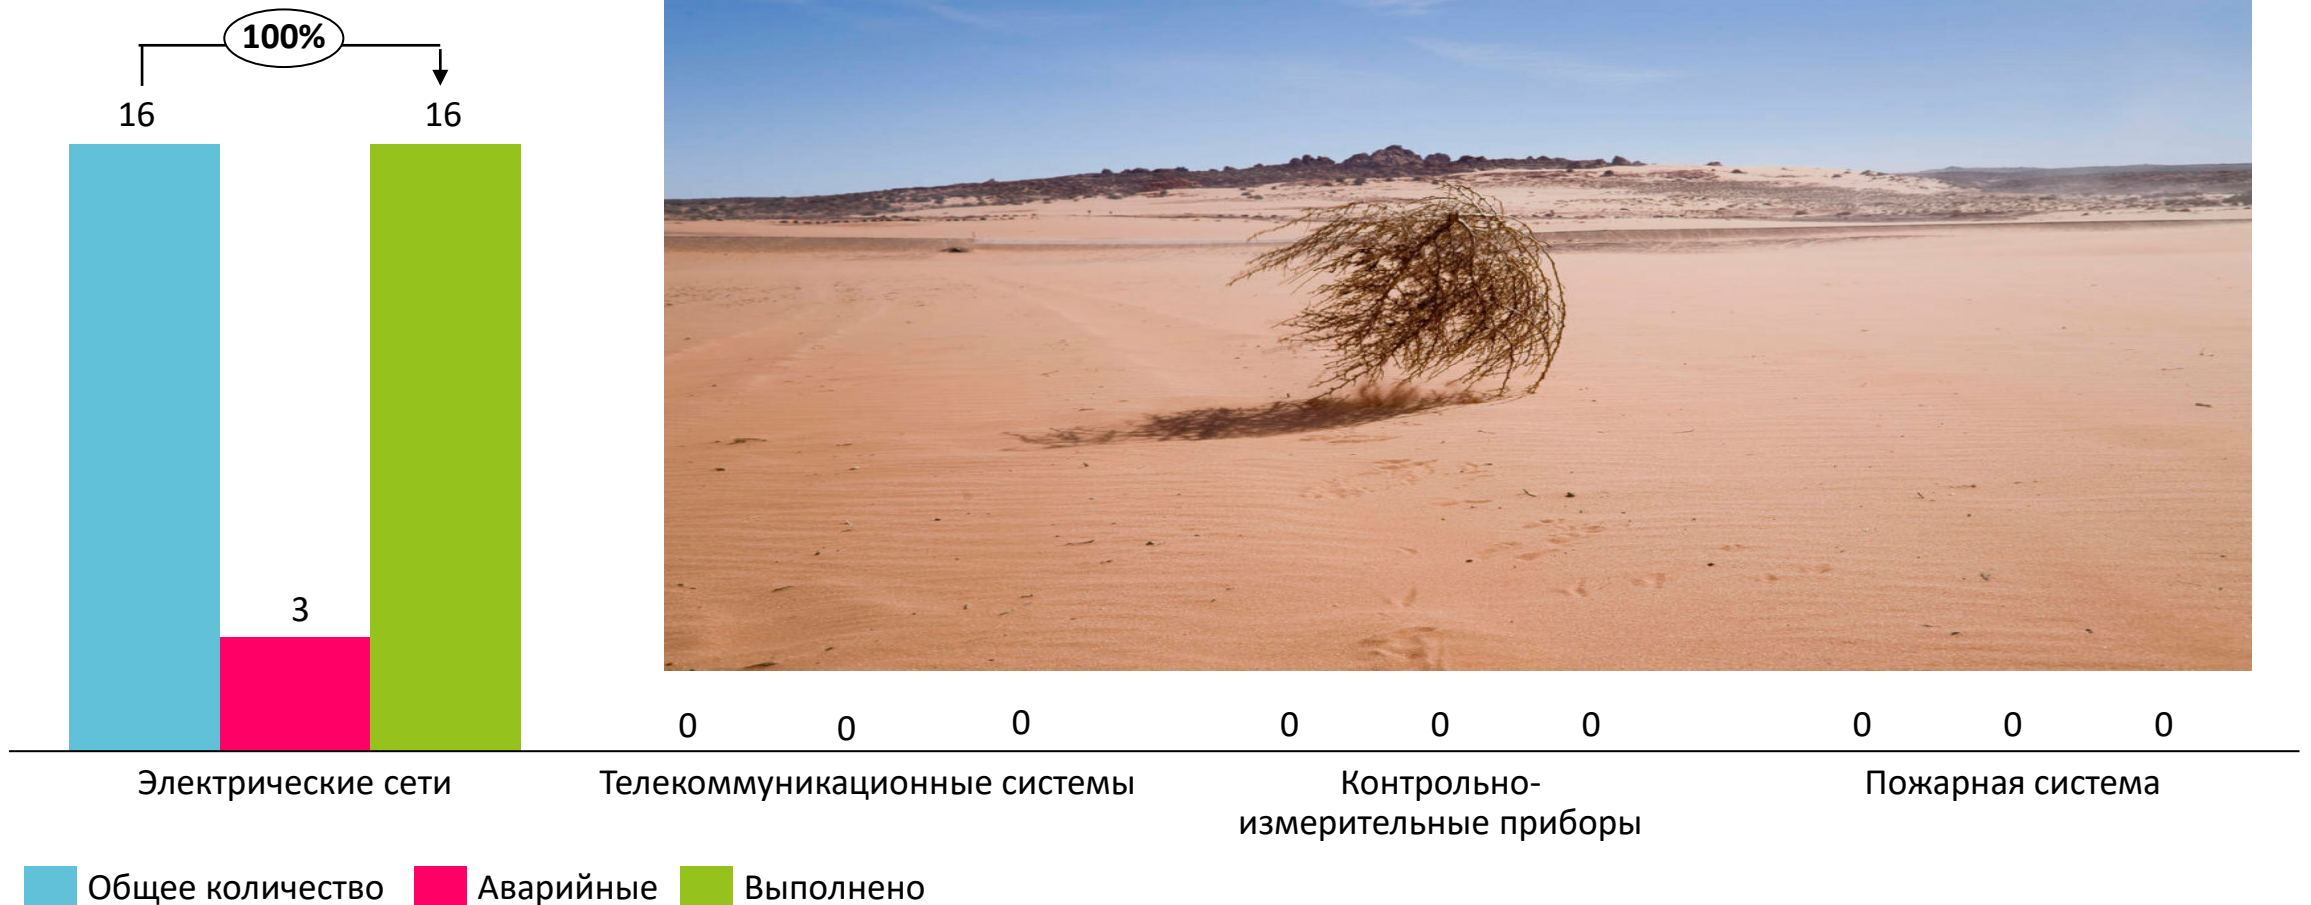 100%
16
16
3
0 0 0 0 0 0 0 0 0
Электрические сети
Телекоммуникационные системы
Контрольно-
измерительные приборы
Пожарная система
Общее количество Аварийные Выполнено